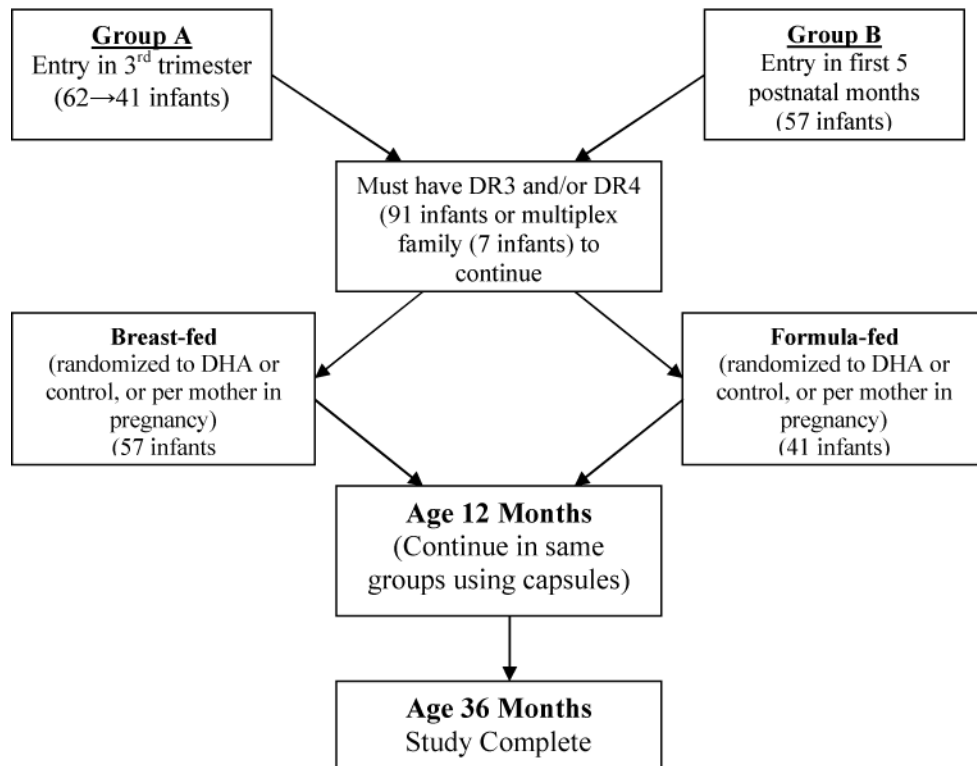 Group A
Entry in 3rd trimester
(62→41 infants)
Group B
Entry in first 5
postnatal months
(57 infants)
Must have DR3 and/or DR4
(91 infants or multiplex
family (7 infants) to
continue
Breast-fed
(randomized to DHA or
control, or per mother in
pregnancy)
(57 infants
Formula-fed
(randomized to DHA or
control, or per mother in
pregnancy)
(41 infants)
Age 12 Months
(Continue in same
groups using capsules)
Age 36 Months
Study Complete